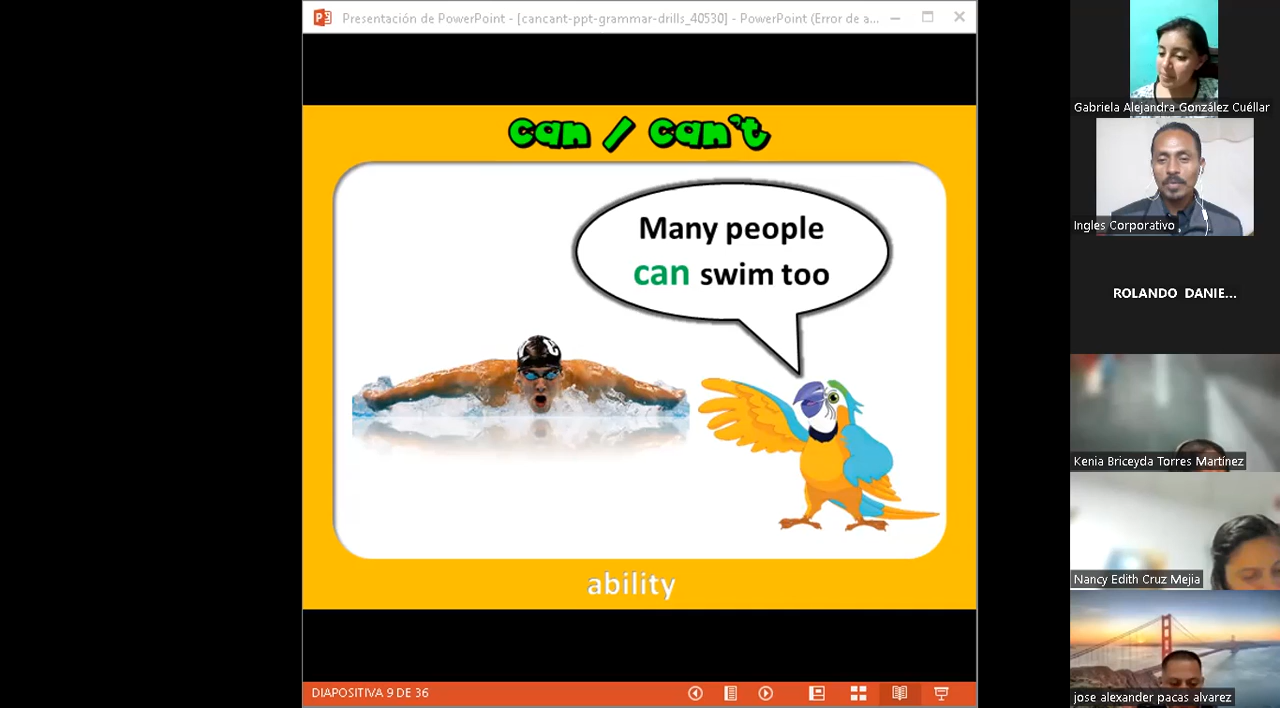 Presentación de PowerPoint - [cancant-ppt-grammar-drills_40530] - PowerPoint (Error de a...
can / can't
Many people
can swim too
ability
DIAPOSITIVA 9 DE 36
Gabriela Alejandra González Cuéllar
Ingles Corporativo
ROLANDO DANIE...
Kenia Briceyda Torres Martínez
Nancy Edith Cruz Mejia
jose alexander pacas alvarez